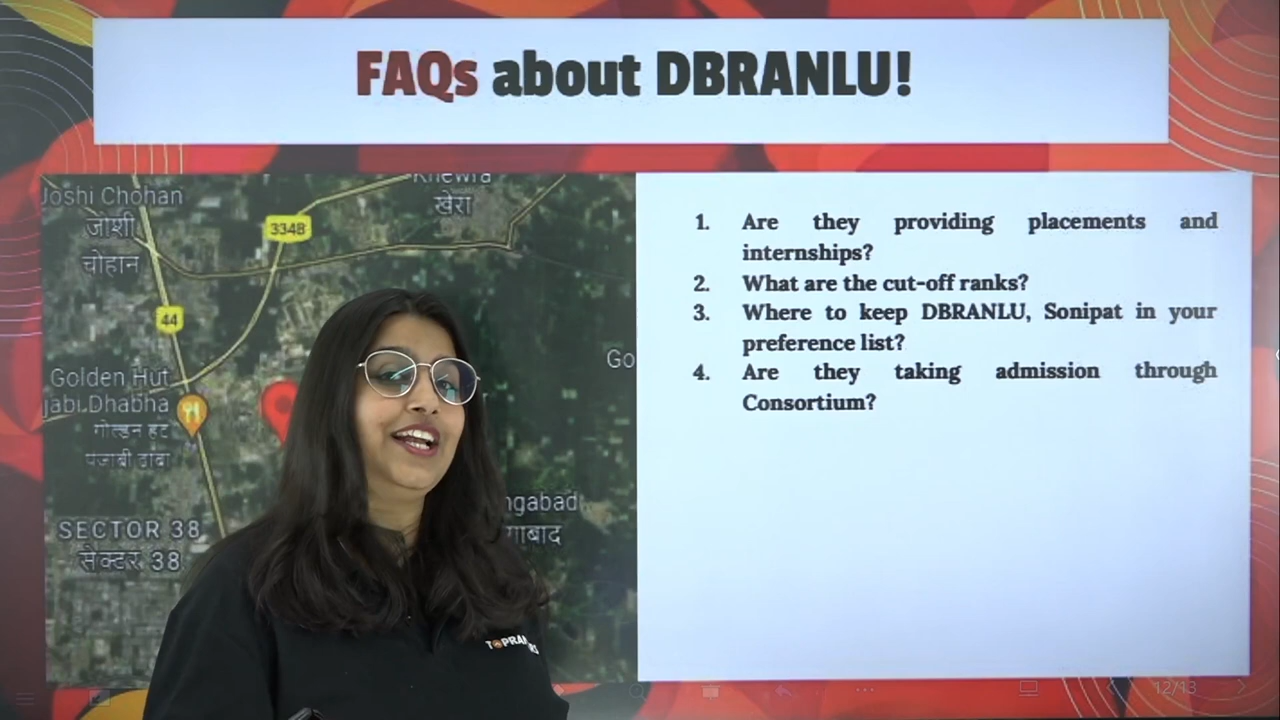 FAQs about DBRANLU!
Joshi Chohan
जोशी
चोहान
खेरा
3348
44
Golden Hut
jabi Dhabha
गोल्डन हट
पंजाबी ढाबा
SECTOR 38
सेक्टर 38
Go
ngabad
गाबाद
1. Are they providing placements and
internships?
2. What are the cut-off ranks?
3. Where to keep DBRANLU, Sonipat in your
preference list?
4. Are they taking admission through
Consortium?
12/13